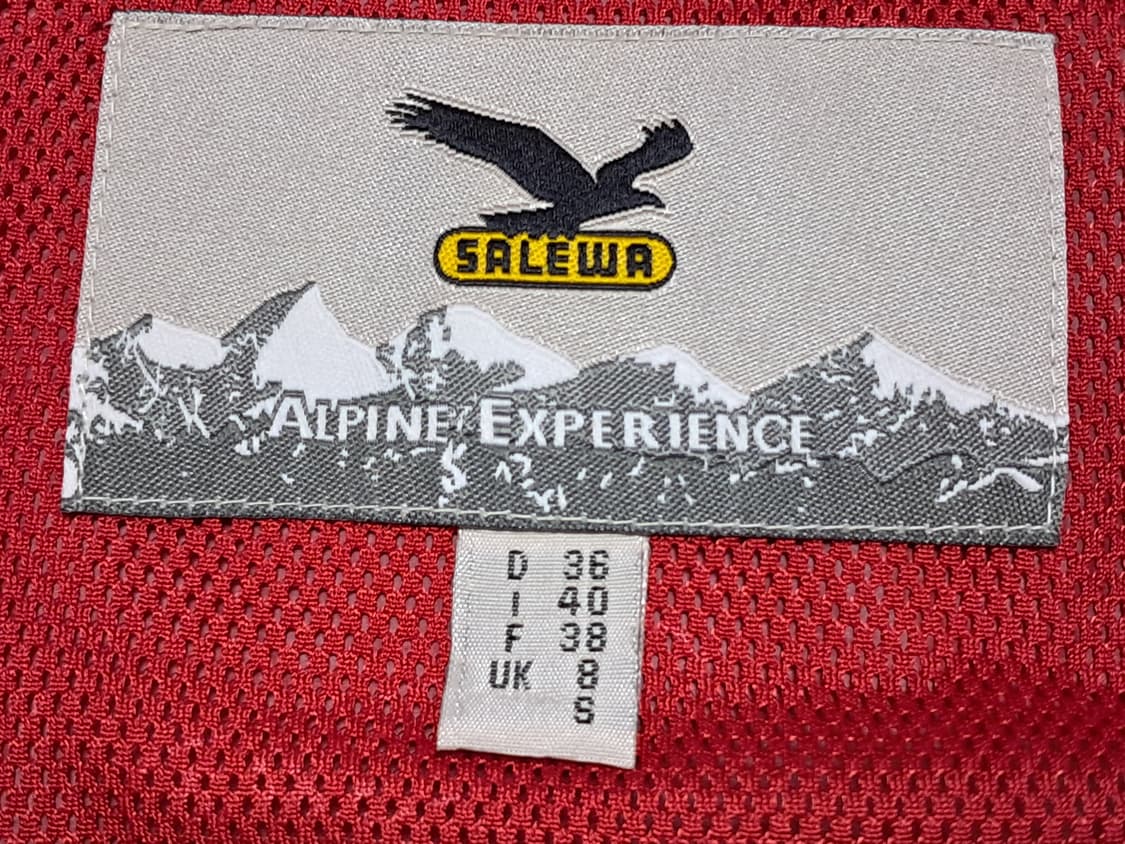 SALEWA
ALPINE EXPERIENCE
D 36
I 40
F 38
UK 8
S